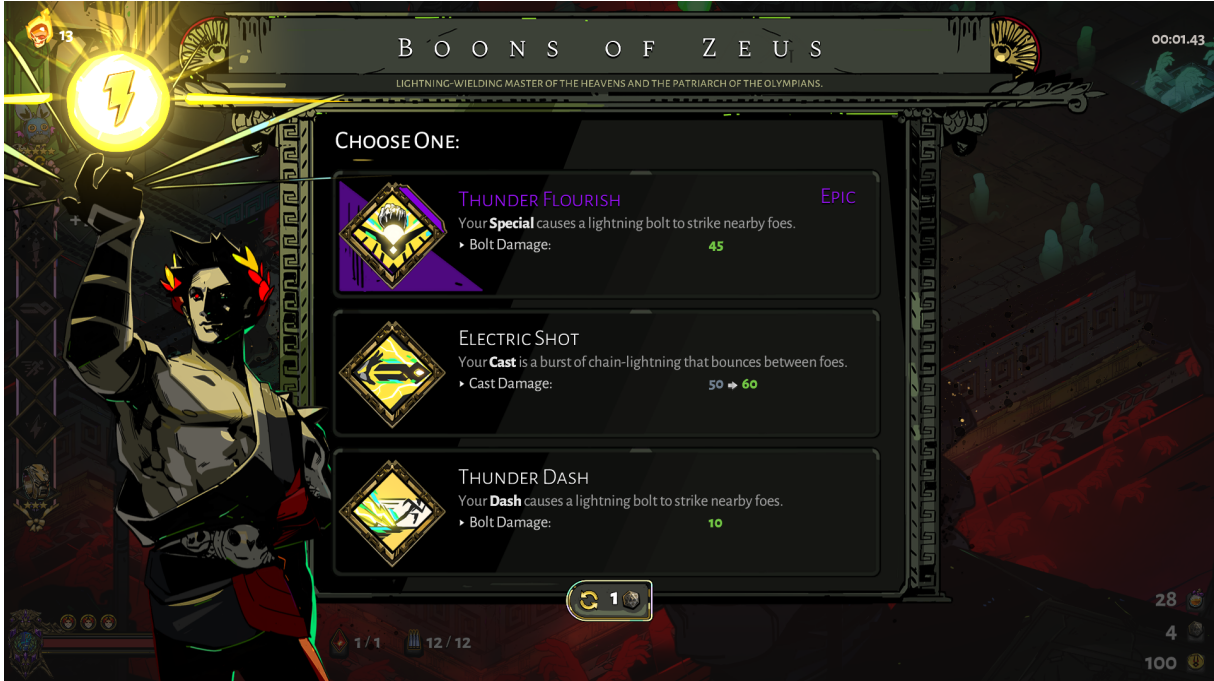 13
BOONS OF ZEUS
00:01.43
LIGHTNING-WIELDING MASTER OF THE HEAVENS AND THE PATRIARCH OF THE OLYMPIANS.
CHOOSE ONE:
THUNDER FLOURISH EPIC
Your Special causes a lightning bolt to strike nearby foes.
▸ Bolt Damage: 45
ELECTRIC SHOT
Your Cast is a burst of chain-lightning that bounces between foes.
▸ Cast Damage: 50 ➡ 60
THUNDER DASH
Your Dash causes a lightning bolt to strike nearby foes.
▸ Bolt Damage: 10
1
1/1 12/12
28
4
100